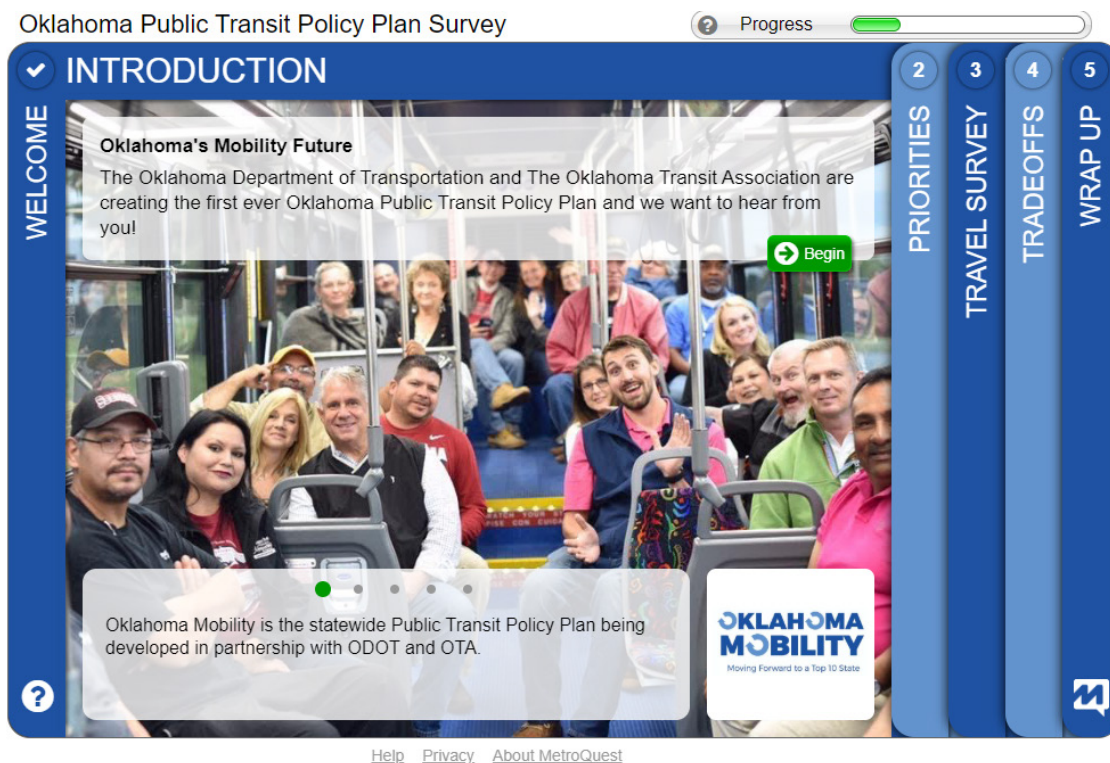 Oklahoma Public Transit Policy Plan Survey
? Progress
INTRODUCTION
WELCOME
Oklahoma's Mobility Future
The Oklahoma Department of Transportation and The Oklahoma Transit Association are
creating the first ever Oklahoma Public Transit Policy Plan and we want to hear from
you!
Begin
2
PRIORITIES
3
TRAVEL SURVEY
4
TRADEOFFS
5
WRAP UP
Oklahoma Mobility is the statewide Public Transit Policy Plan being
developed in partnership with ODOT and OTA.
OKLAHOMA
MOBILITY
Moving Forward to a Top 10 State
?
Help Privacy About MetroQuest